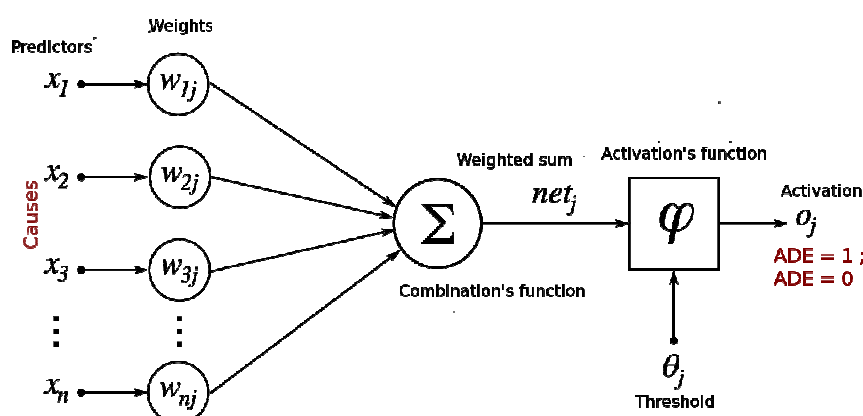 Weights
Predictors
x1 w1j
x2 w2j
Causes
x3 w3j
⋮ ⋮
xn wnj
Σ
Combination's function
Weighted sum
netj
Activation's function
φ
θj
Threshold
Activation
oj
ADE = 1 ;
ADE = 0